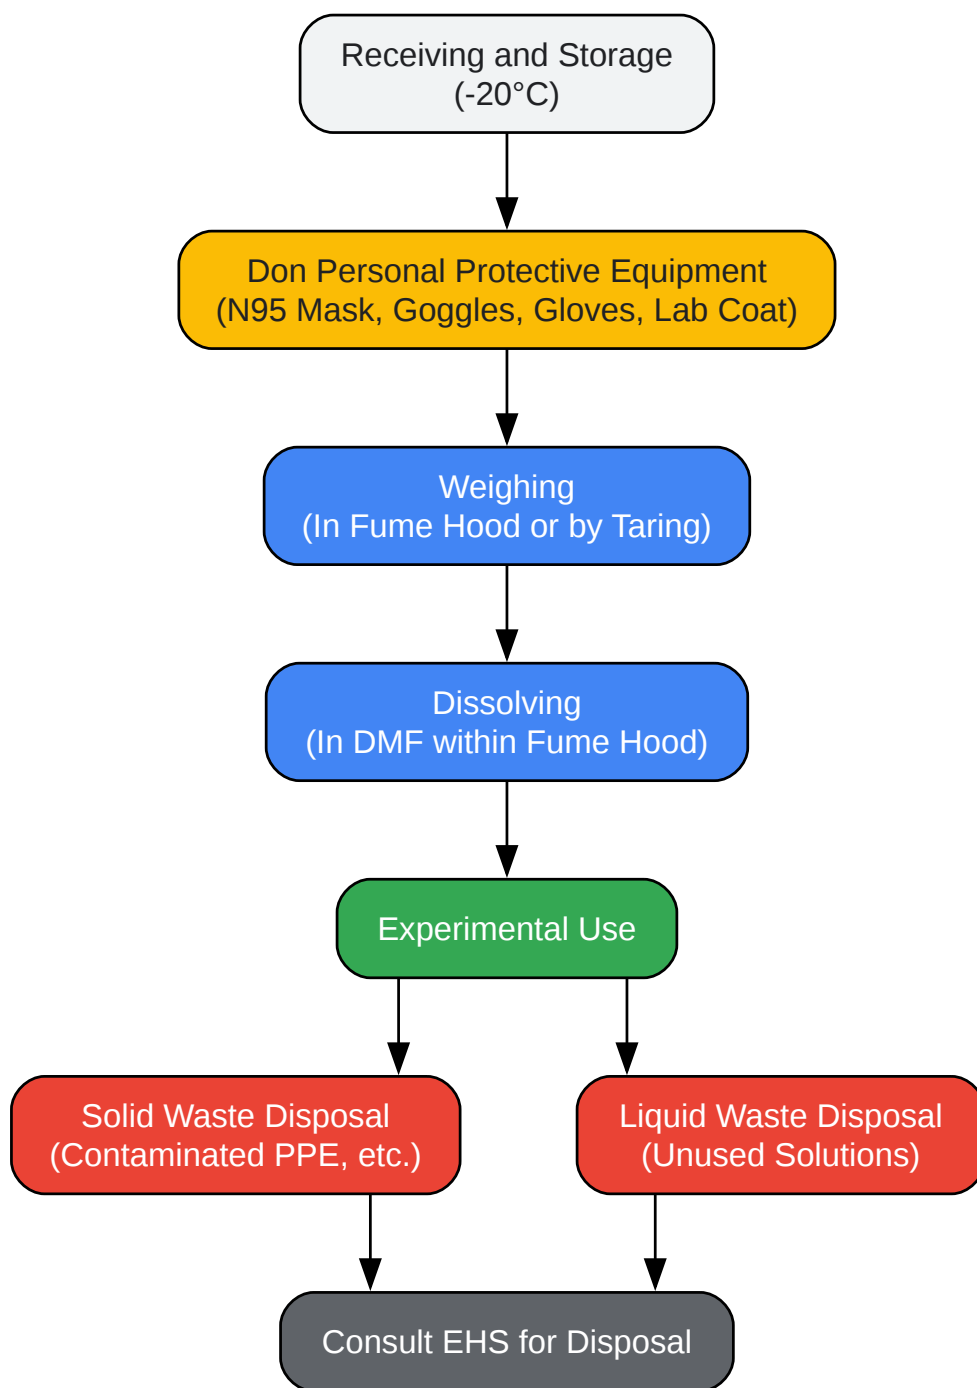 Receiving and Storage
(-20°C)
Don Personal Protective Equipment
(N95 Mask, Goggles, Gloves, Lab Coat)
Weighing
(In Fume Hood or by Taring)
Dissolving
(In DMF within Fume Hood)
Experimental Use
Solid Waste Disposal
(Contaminated PPE, etc.)
Liquid Waste Disposal
(Unused Solutions)
Consult EHS for Disposal